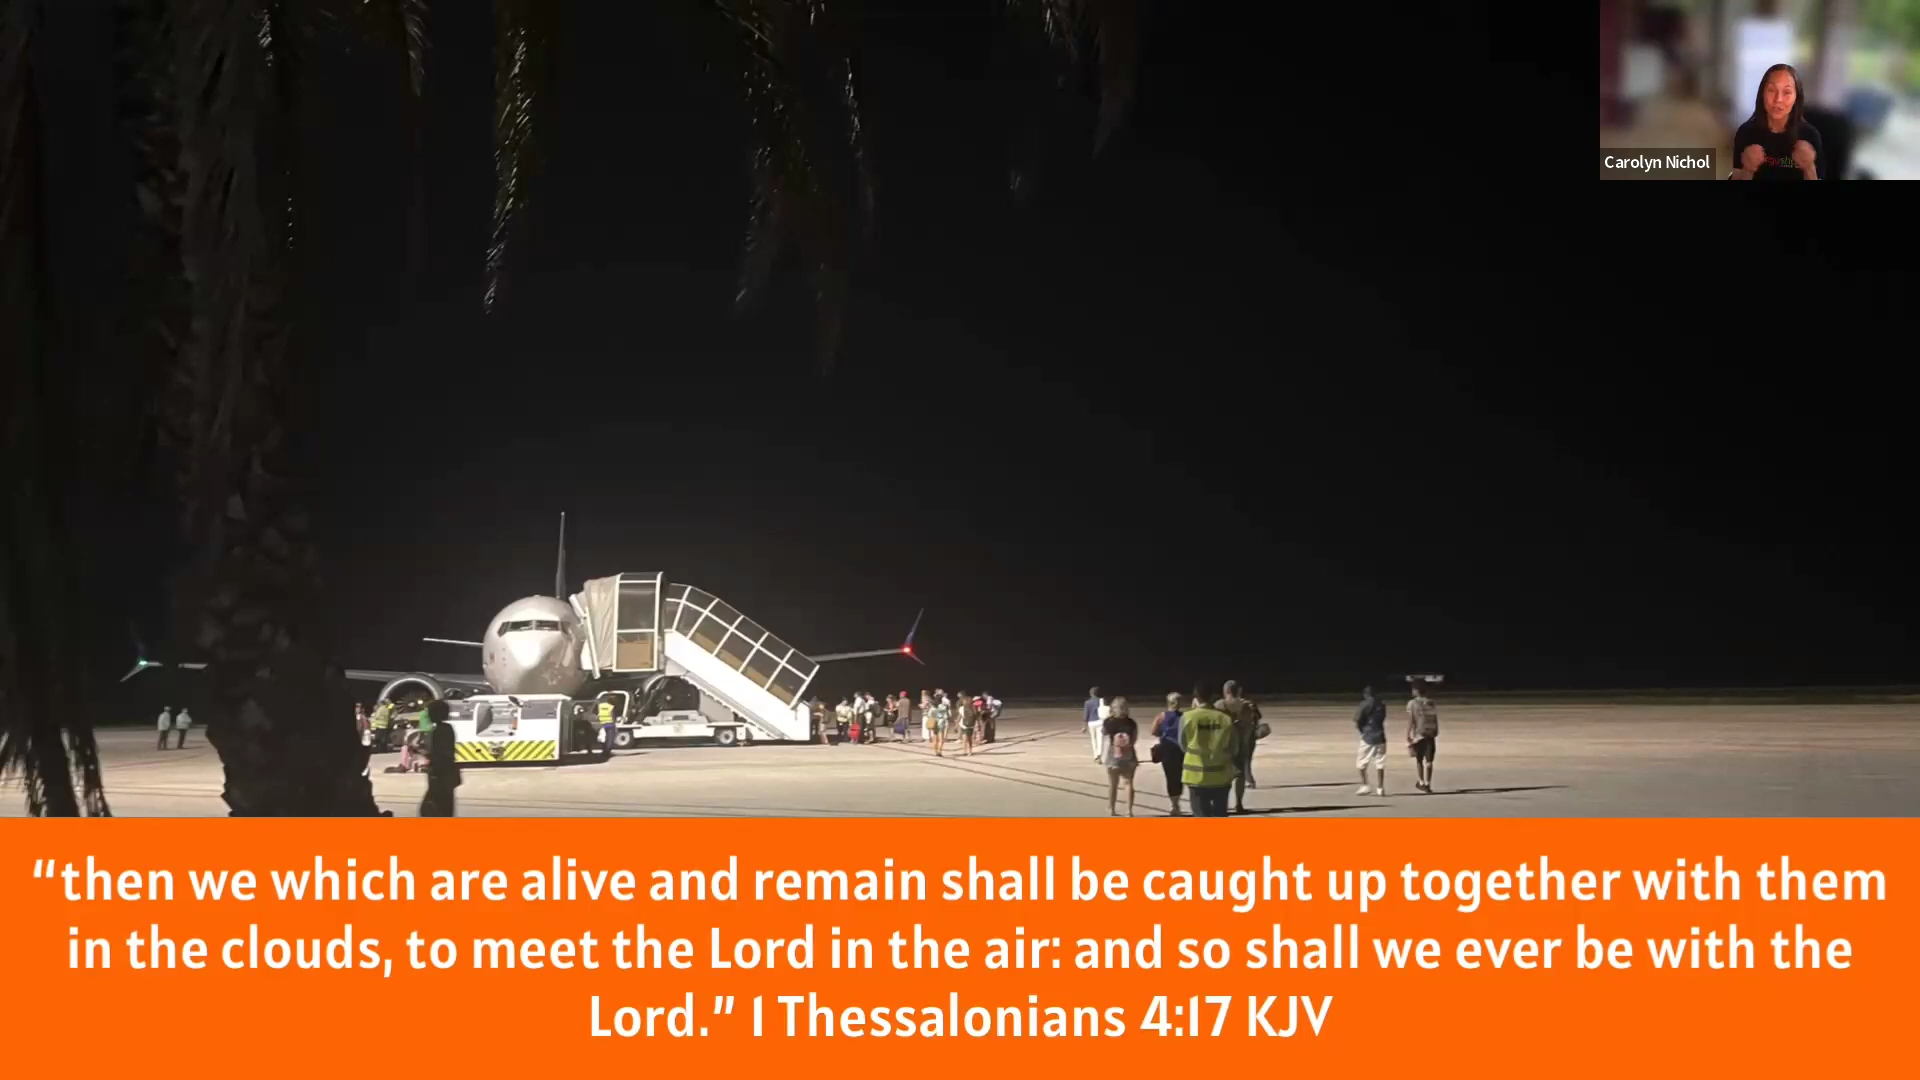 Carolyn Nichol
“then we which are alive and remain shall be caught up together with them
in the clouds, to meet the Lord in the air: and so shall we ever be with the
Lord.” 1 Thessalonians 4:17 KJV